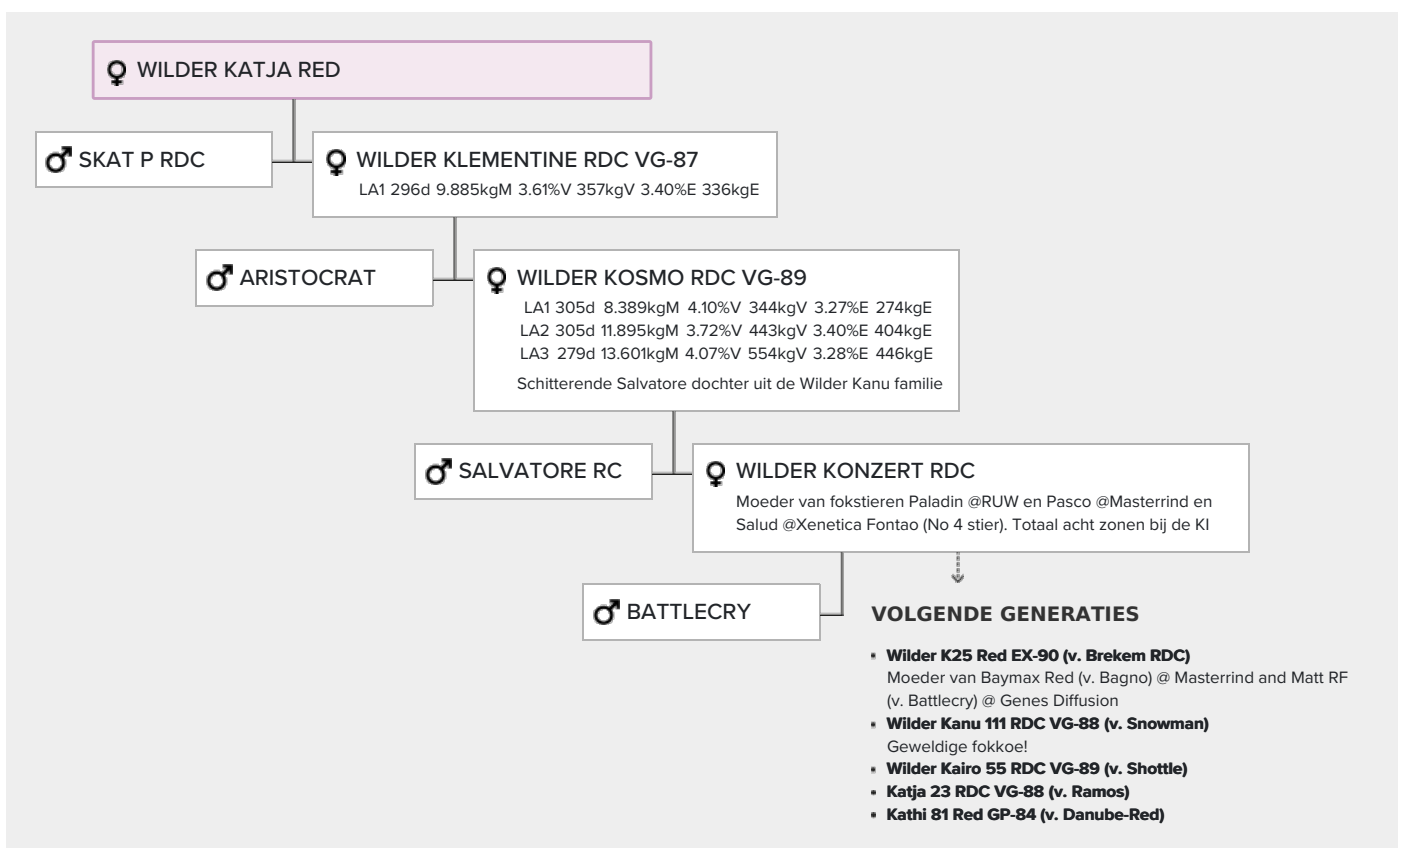 WILDER KATJA RED
SKAT P RDC
WILDER KLEMENTINE RDC VG-87
LA1 296d 9.885kgM 3.61%V 357kgV 3.40%E 336kgE
ARISTOCRAT
WILDER KOSMO RDC VG-89
LA1 305d 8.389kgM 4.10%V 344kgV 3.27%E 274kgE
LA2 305d 11.895kgM 3.72%V 443kgV 3.40%E 404kgE
LA3 279d 13.601kgM 4.07%V 554kgV 3.28%E 446kgE
Schitterende Salvatore dochter uit de Wilder Kanu familie
SALVATORE RC
WILDER KONZERT RDC
Moeder van fokstieren Paladin @RUW en Pasco @Masterrind en
Salud @Xenetica Fontao (No 4 stier). Totaal acht zonen bij de KI
BATTLECRY
VOLGENDE GENERATIES
▪ Wilder K25 Red EX-90 (v. Brekem RDC)
Moeder van Baymax Red (v. Bagno) @ Masterrind and Matt RF
(v. Battlecry) @ Genes Diffusion
▪ Wilder Kanu 111 RDC VG-88 (v. Snowman)
Geweldige fokkoe!
▪ Wilder Kairo 55 RDC VG-89 (v. Shottle)
▪ Katja 23 RDC VG-88 (v. Ramos)
▪ Kathi 81 Red GP-84 (v. Danube-Red)